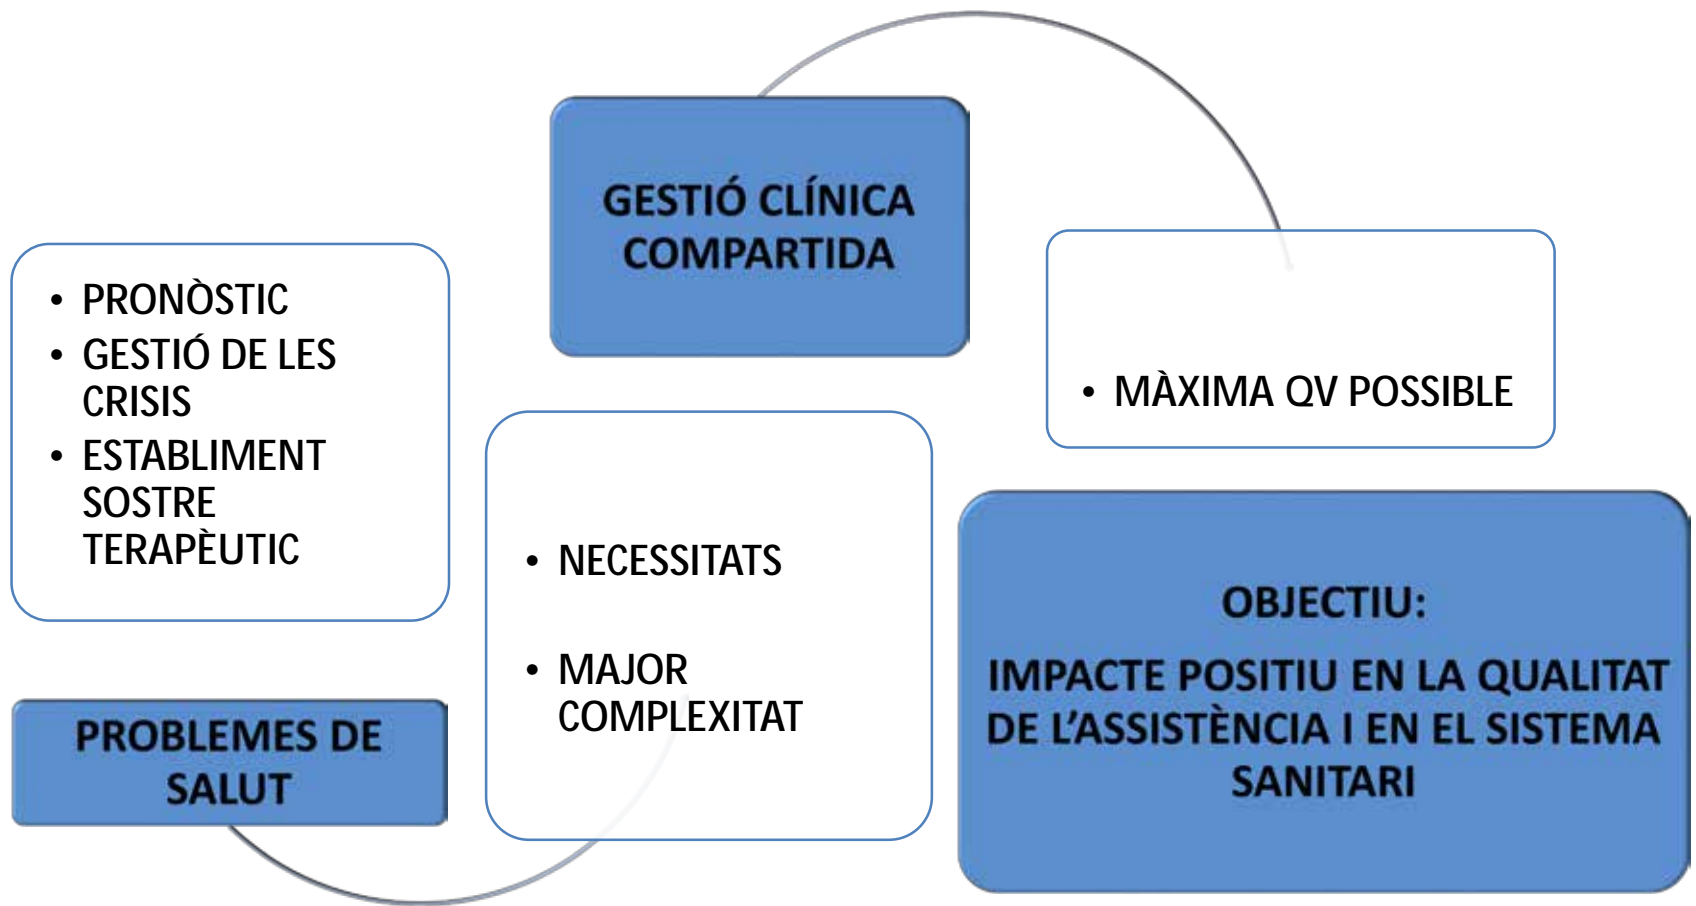 • PRONÒSTIC
• GESTIÓ DE LES
CRISIS
• ESTABLIMENT
SOSTRE
TERAPÈUTIC
PROBLEMES DE
SALUT
GESTIÓ CLÍNICA
COMPARTIDA
• NECESSITATS
• MAJOR
COMPLEXITAT
• MÀXIMA QV POSSIBLE
OBJECTIU:
IMPACTE POSITIU EN LA QUALITAT
DE L'ASSISTÈNCIA I EN EL SISTEMA
SANITARI